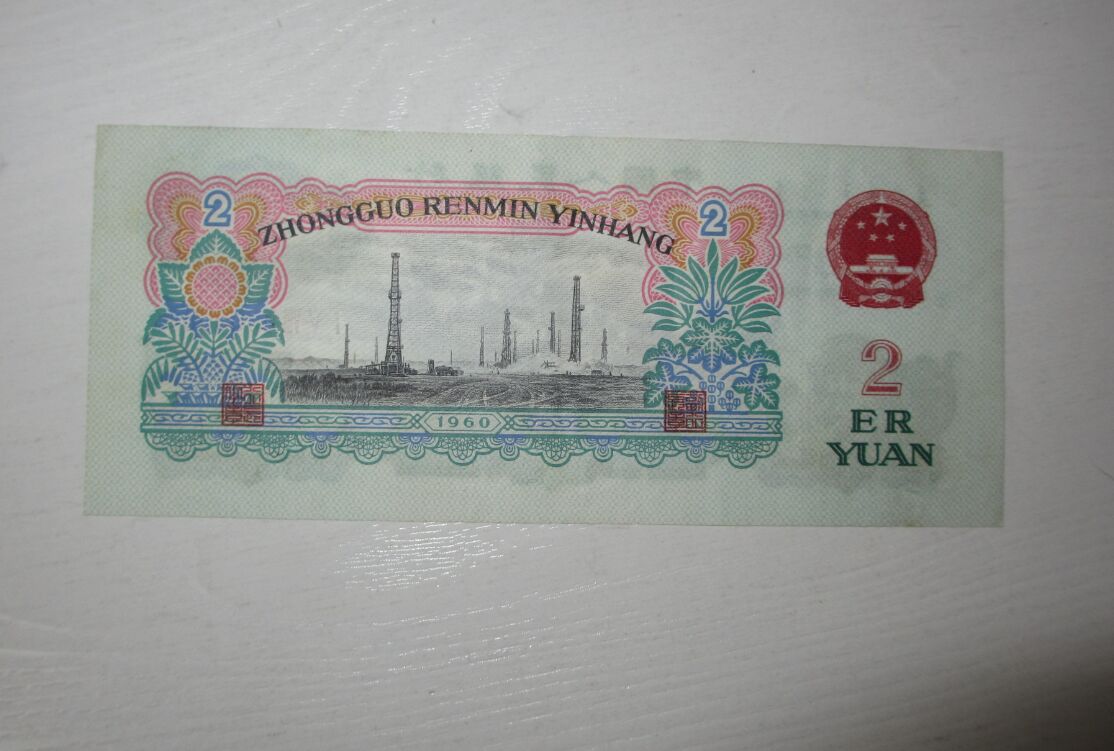 2
2
ZHONGGUO RENMIN YINHANG
1960
2
ER
YUAN